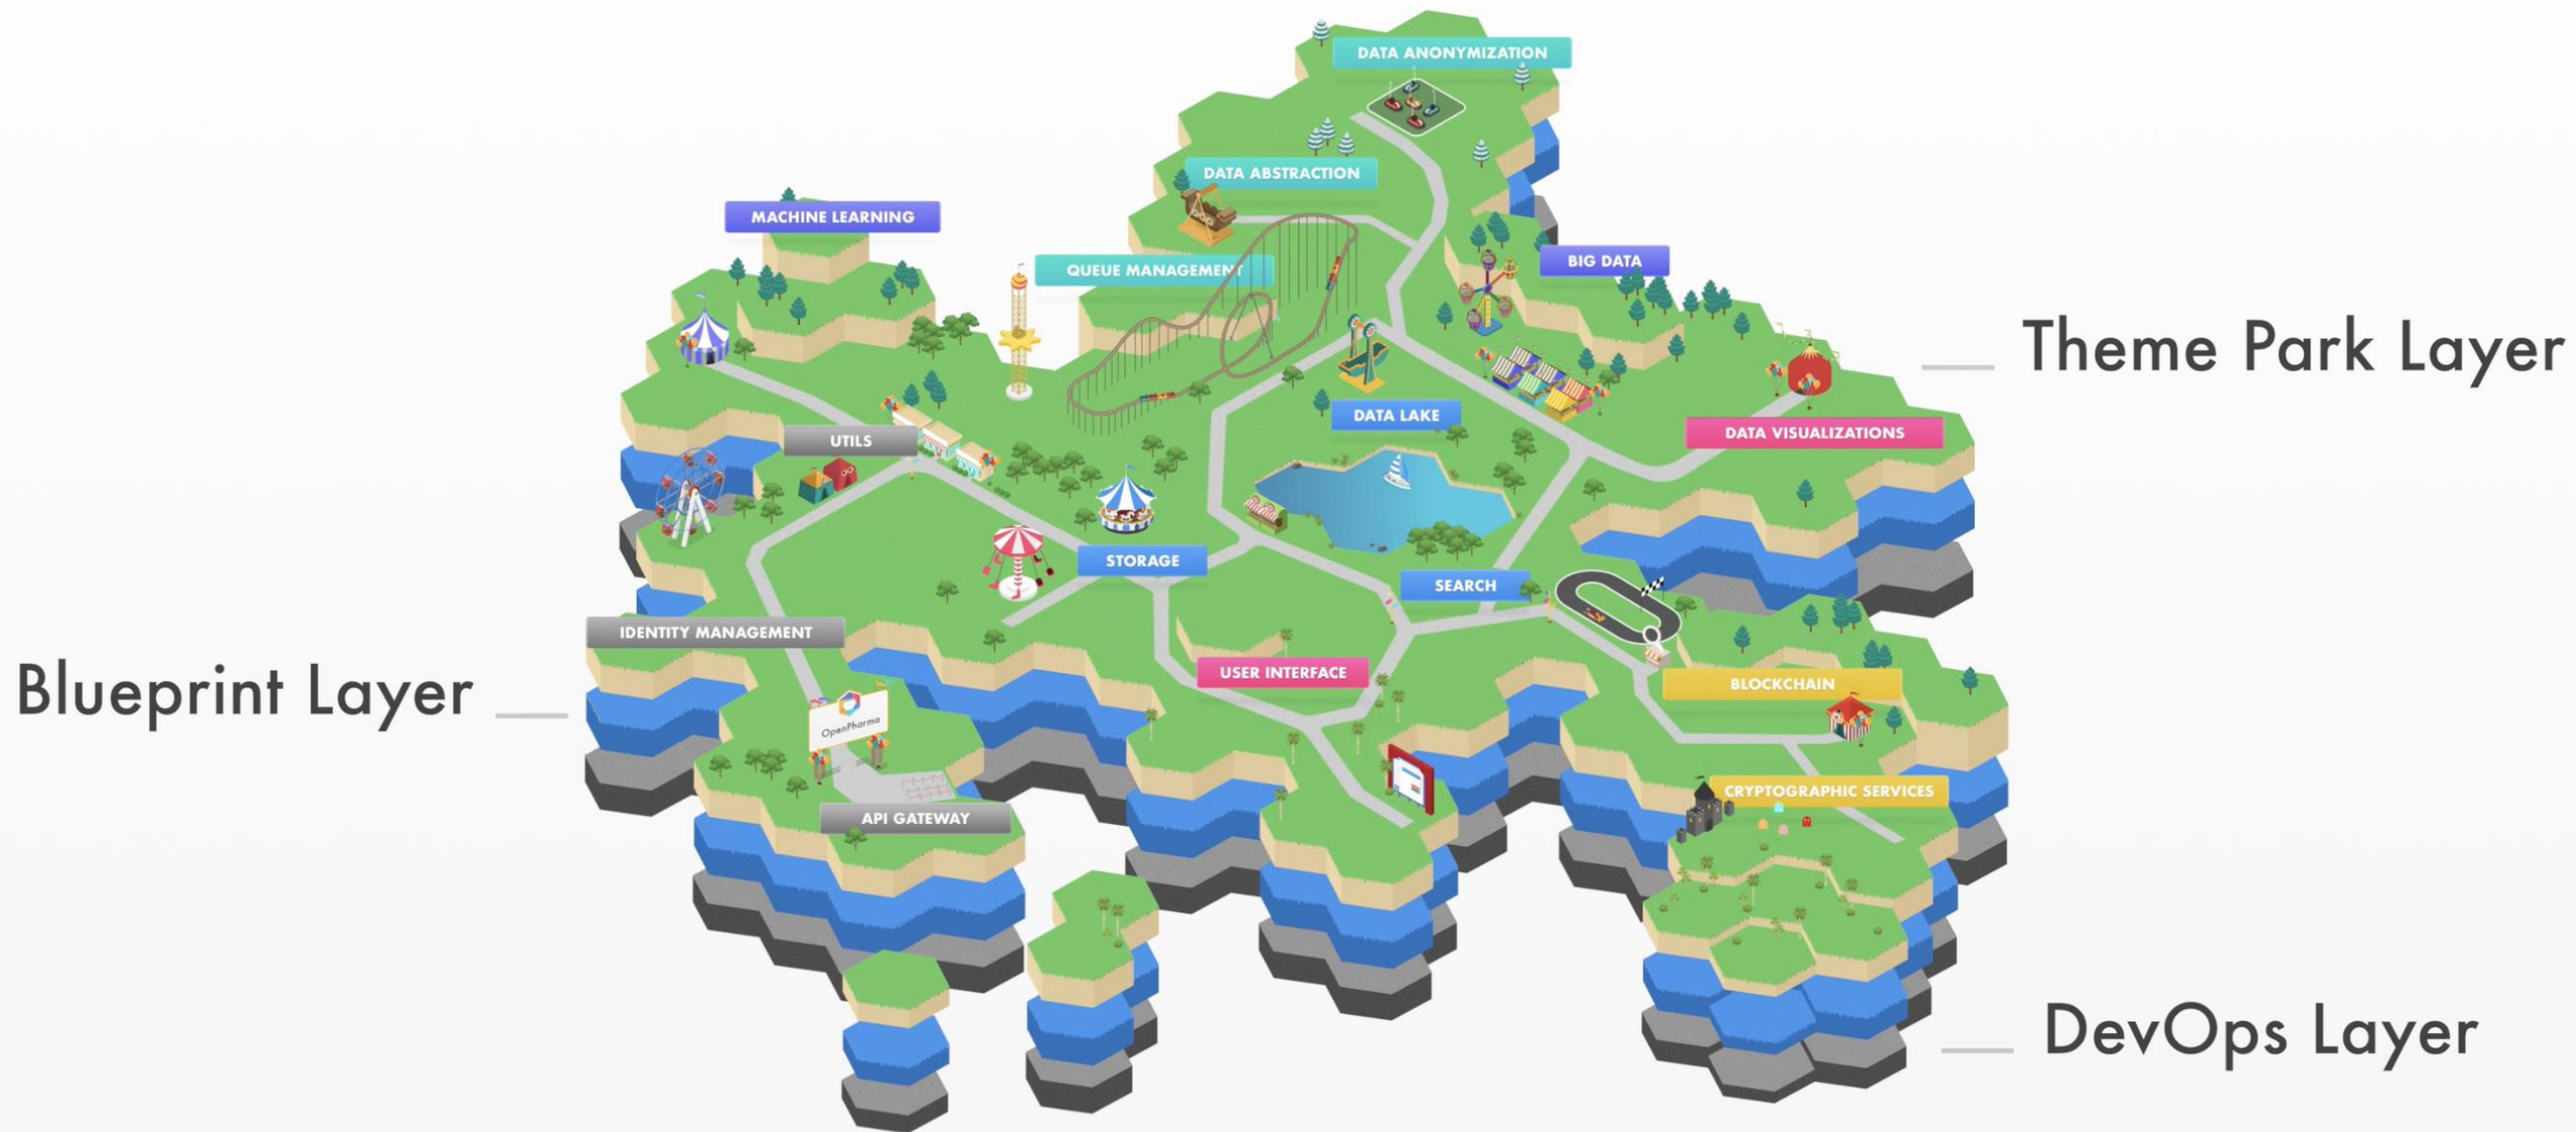 DATA ANONYMIZATION
DATA ABSTRACTION
MACHINE LEARNING
BIG DATA
QUEUE MANAGEMENT
Theme Park Layer
DATA LAKE
DATA VISUALIZATIONS
UTILS
STORAGE
SEARCH
IDENTITY MANAGEMENT
USER INTERFACE
BLOCKCHAIN
Blueprint Layer
OpenPharma
CRYPTOGRAPHIC SERVICES
API GATEWAY
DevOps Layer